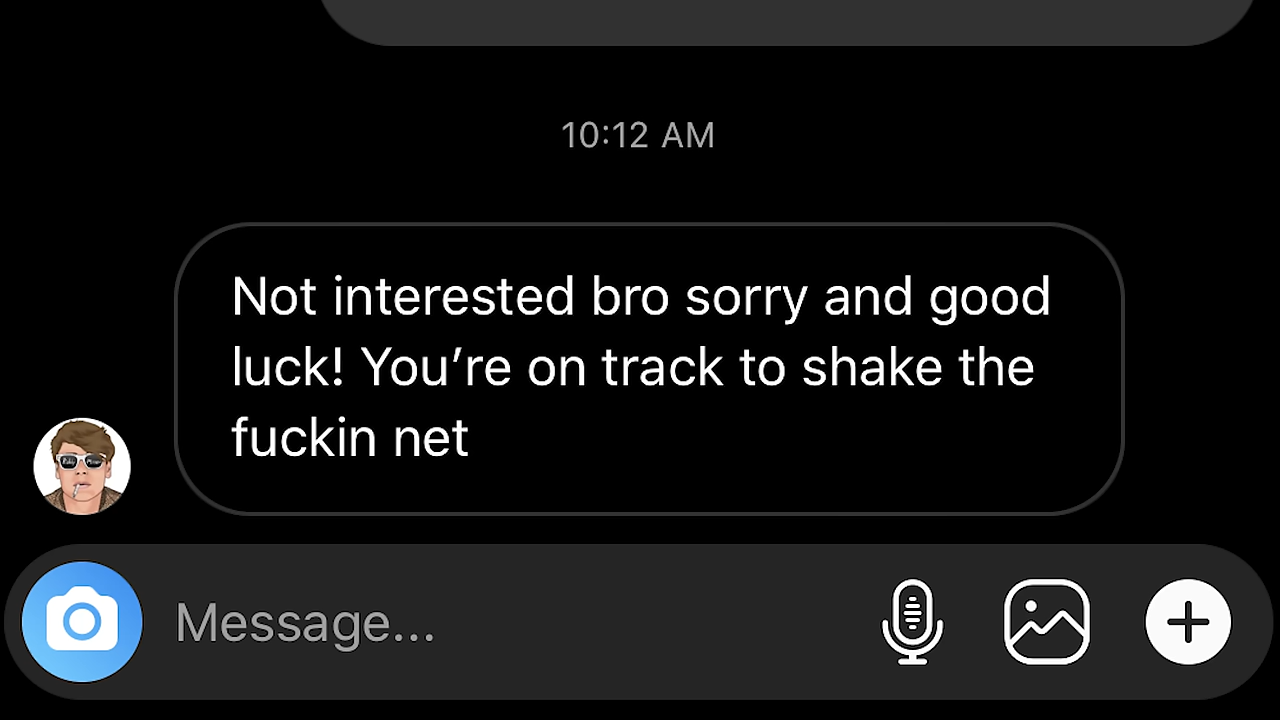 10:12 AM
Not interested bro sorry and good
luck! You’re on track to shake the
fuckin net
Message...